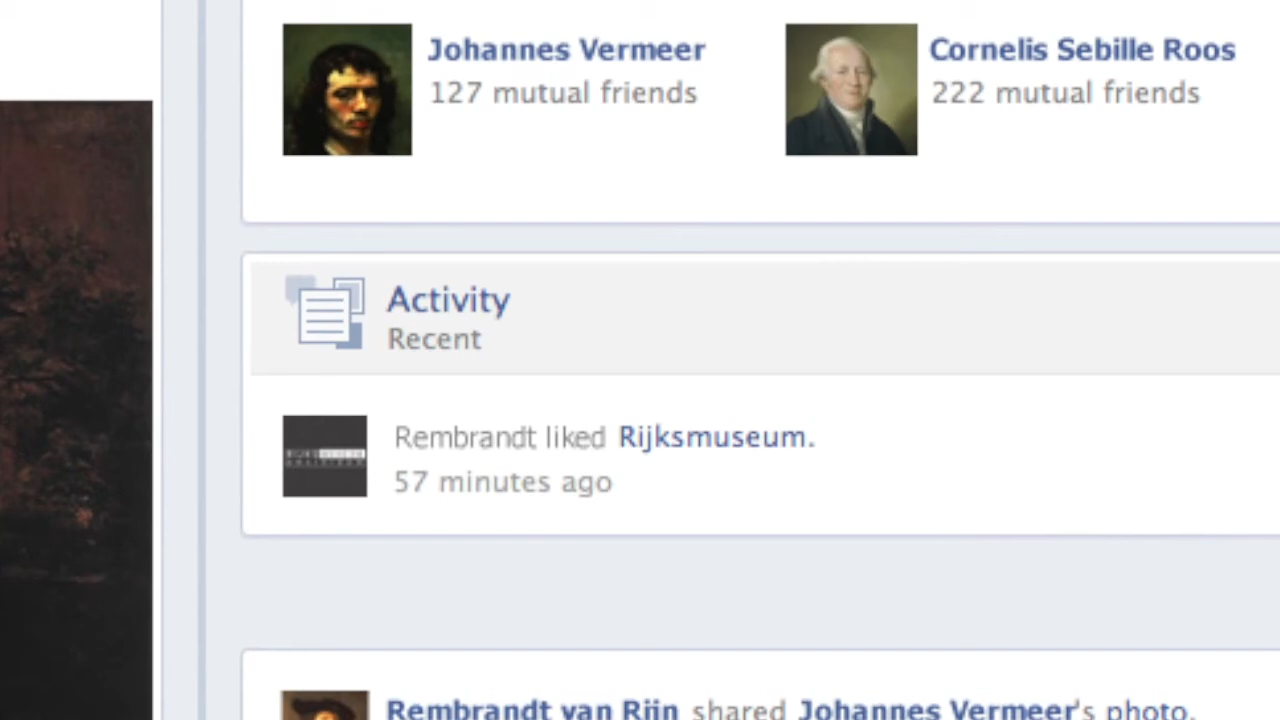 Johannes Vermeer
127 mutual friends
Cornelis Sebille Roos
222 mutual friends
Activity
Recent
Rembrandt liked Rijksmuseum.
57 minutes ago
Rembrandt van Rijn shared Johannes Vermeer's photo.